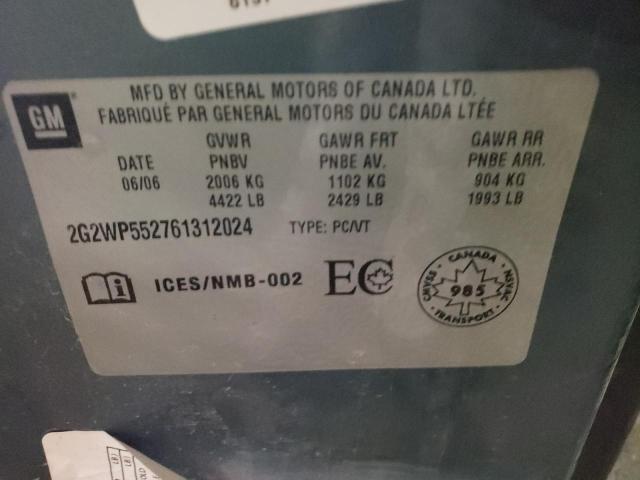 MFD BY GENERAL MOTORS OF CANADA LTD.
FABRIQUÉ PAR GENERAL MOTORS DU CANADA LTÉE
GM
GVWR GAWR FRT GAWR RR
DATE PNBV PNBE AV. PNBE ARR.
06/06 2006 KG 1102 KG 904 KG
4422 LB 2429 LB 1993 LB
2G2WP552761312024 TYPE: PC/VT
ICES/NMB-002 EC
CANADA
CMVSS 985 NSVAC
TRANSPORT